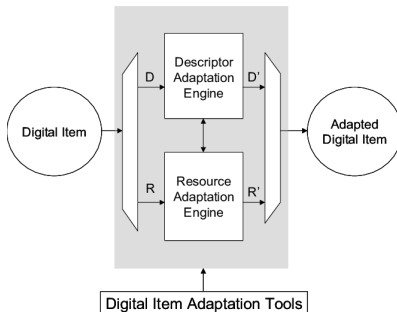 Digital Item
D
Descriptor
Adaptation
Engine
D'
R
Resource
Adaptation
Engine
R'
Adapted
Digital Item
Digital Item Adaptation Tools